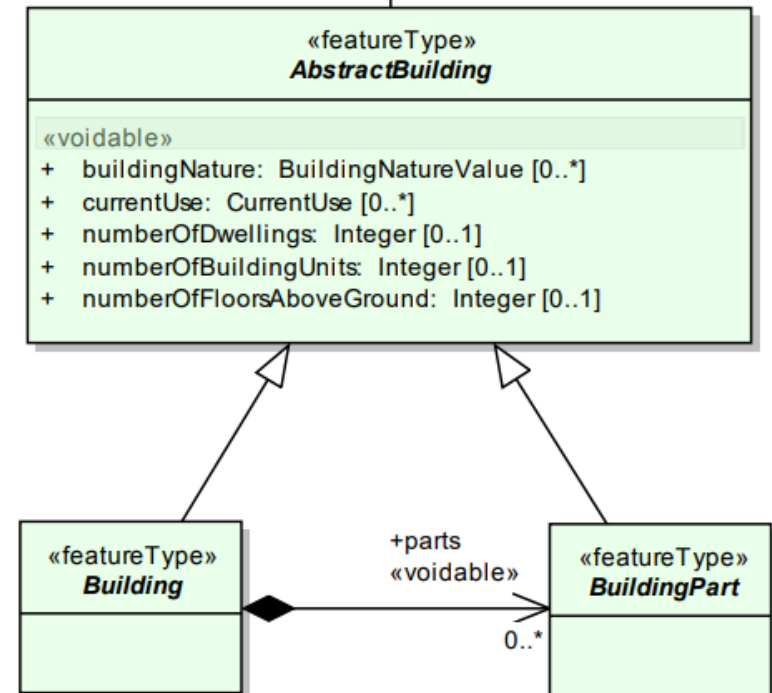 «featureType»
AbstractBuilding
«voidable»
+ buildingNature: BuildingNatureValue [0..*]
+ currentUse: CurrentUse [0..*]
+ numberOfDwellings: Integer [0..1]
+ numberOfBuildingUnits: Integer [0..1]
+ numberOfFloorsAboveGround: Integer [0..1]
«featureType»
Building
+parts
«voidable»
0..*
«featureType»
BuildingPart